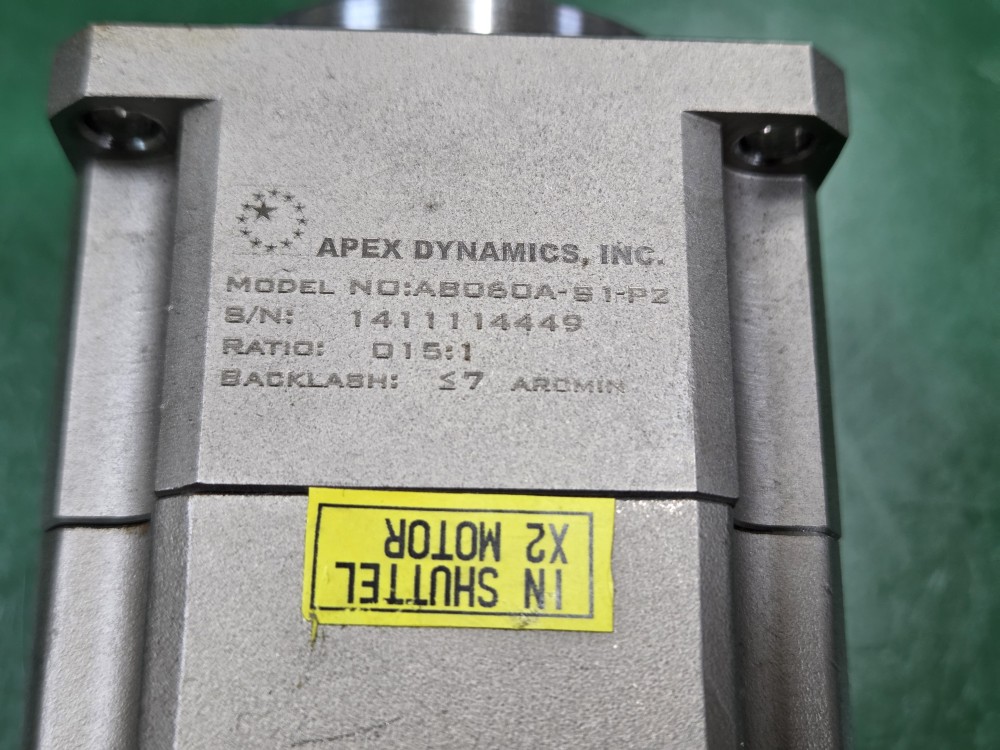 APEX DYNAMICS, INC.
MODEL NO:AB060A-S1-P2
S/N: 1411114449
RATIO: 015:1
BACKLASH: ≤7 ARCMIN
IN SHUTTEL
X2 MOTOR